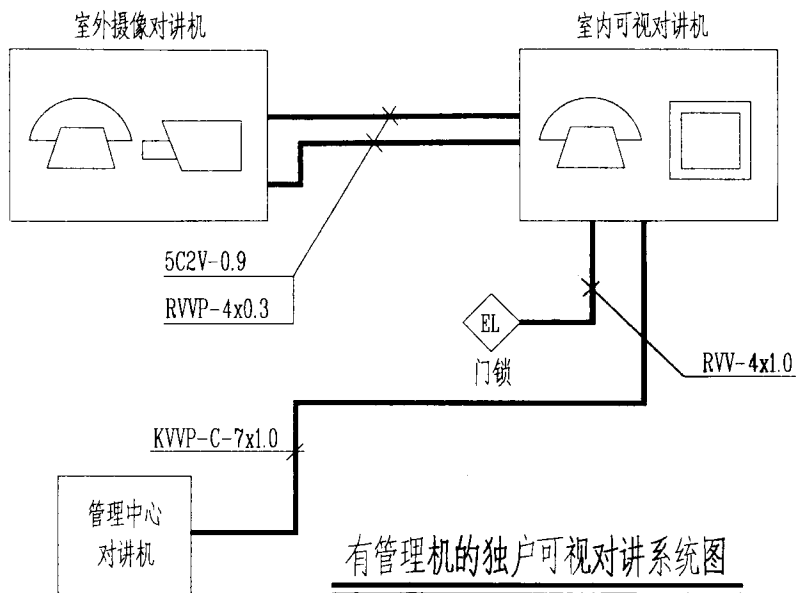 室外摄像对讲机
室内可视对讲机
5C2V-0.9
RVVP-4x0.3
EL
门锁
RVV-4x1.0
KVVP-C-7x1.0
管理中心
对讲机
有管理机的独户可视对讲系统图